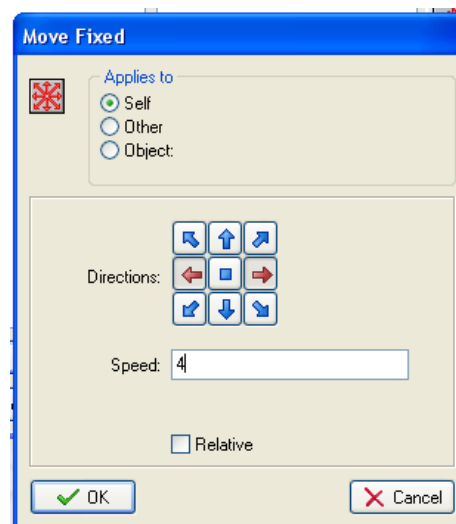 Move Fixed
Applies to
Self
Other
Object:
Directions:
Speed: 4
Relative
OK
Cancel